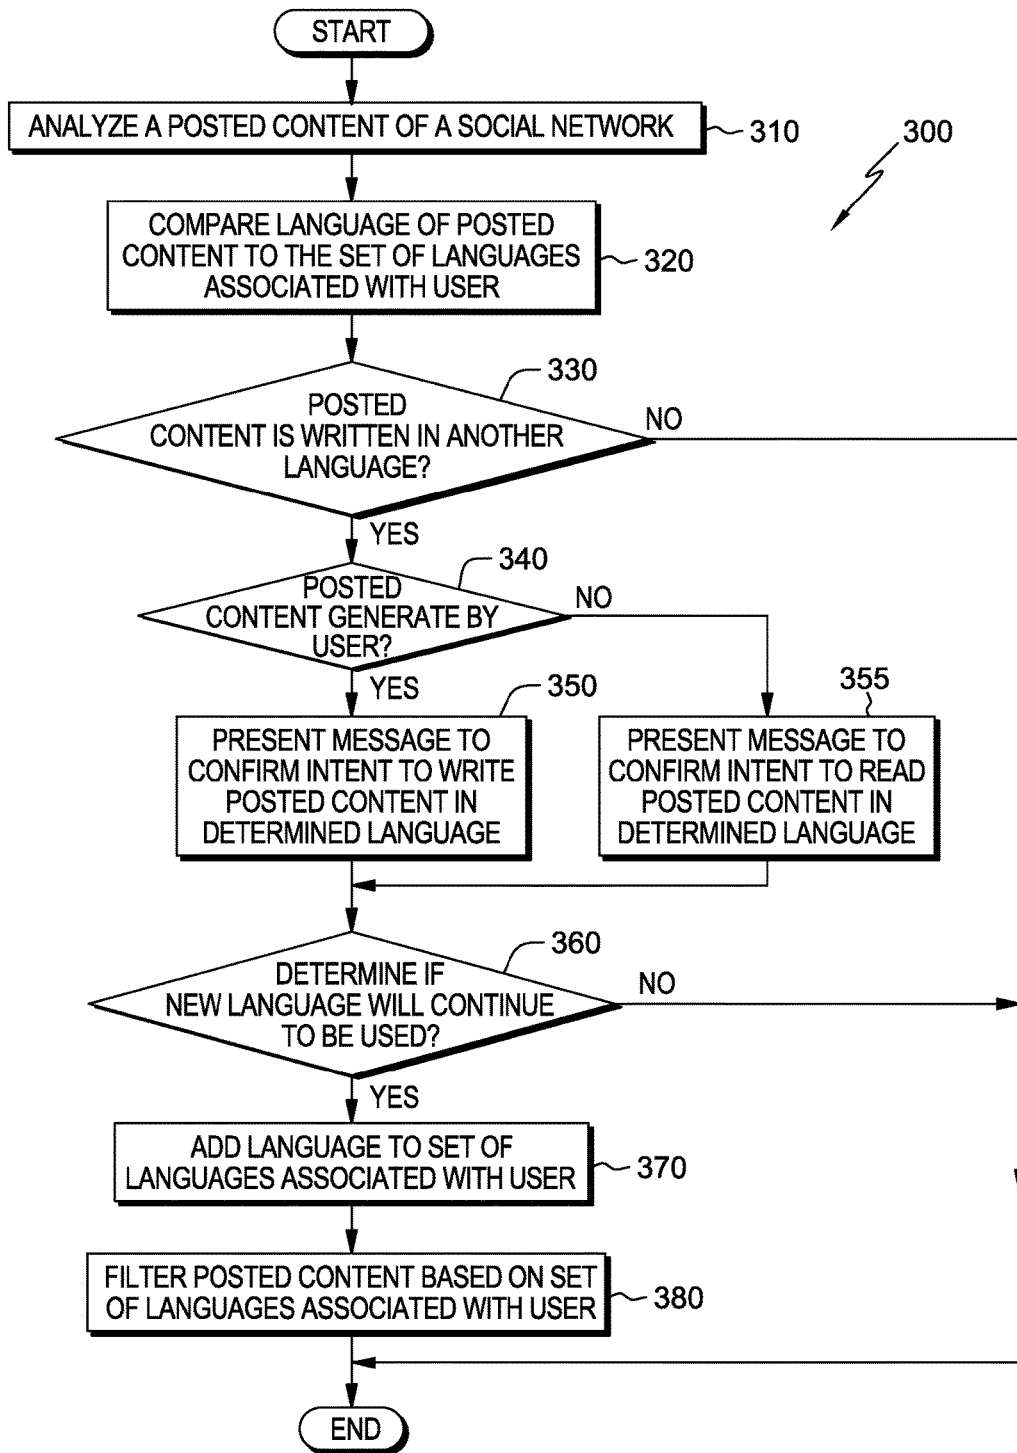 START
ANALYZE A POSTED CONTENT OF A SOCIAL NETWORK
310
300
COMPARE LANGUAGE OF POSTED
CONTENT TO THE SET OF LANGUAGES
ASSOCIATED WITH USER
320
330
POSTED
CONTENT IS WRITTEN IN ANOTHER
LANGUAGE?
NO
YES
340
POSTED
CONTENT GENERATE BY
USER?
NO
YES
350
355
PRESENT MESSAGE TO
CONFIRM INTENT TO WRITE
POSTED CONTENT IN
DETERMINED LANGUAGE
PRESENT MESSAGE TO
CONFIRM INTENT TO READ
POSTED CONTENT IN
DETERMINED LANGUAGE
360
DETERMINE IF
NEW LANGUAGE WILL CONTINUE
TO BE USED?
NO
YES
ADD LANGUAGE TO SET OF
LANGUAGES ASSOCIATED WITH USER
370
FILTER POSTED CONTENT BASED ON SET
OF LANGUAGES ASSOCIATED WITH USER
380
END